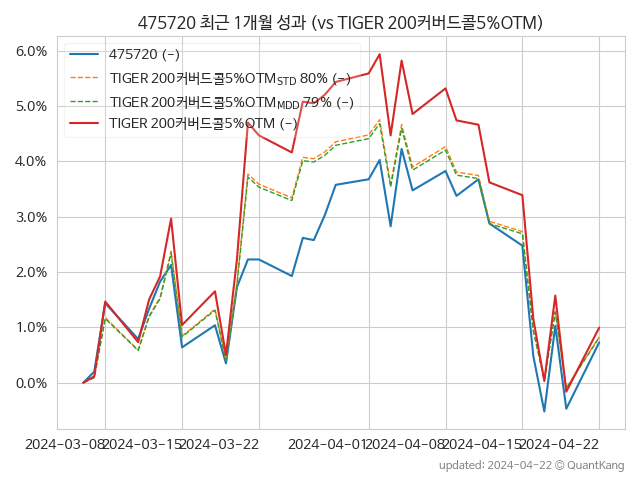 475720 최근 1개월 성과 (vs TIGER 200커버드콜5%OTM)
6.0%
5.0%
4.0%
3.0%
2.0%
1.0%
0.0%
475720 (-)
TIGER 200커버드콜5%OTM STD 80% (-)
TIGER 200커버드콜5%OTM MDD 79% (-)
TIGER 200커버드콜5%OTM (-)
2024-03-08 2024-03-15 2024-03-22 2024-04-01 2024-04-08 2024-04-15 2024-04-22
updated: 2024-04-22 © QuantKang